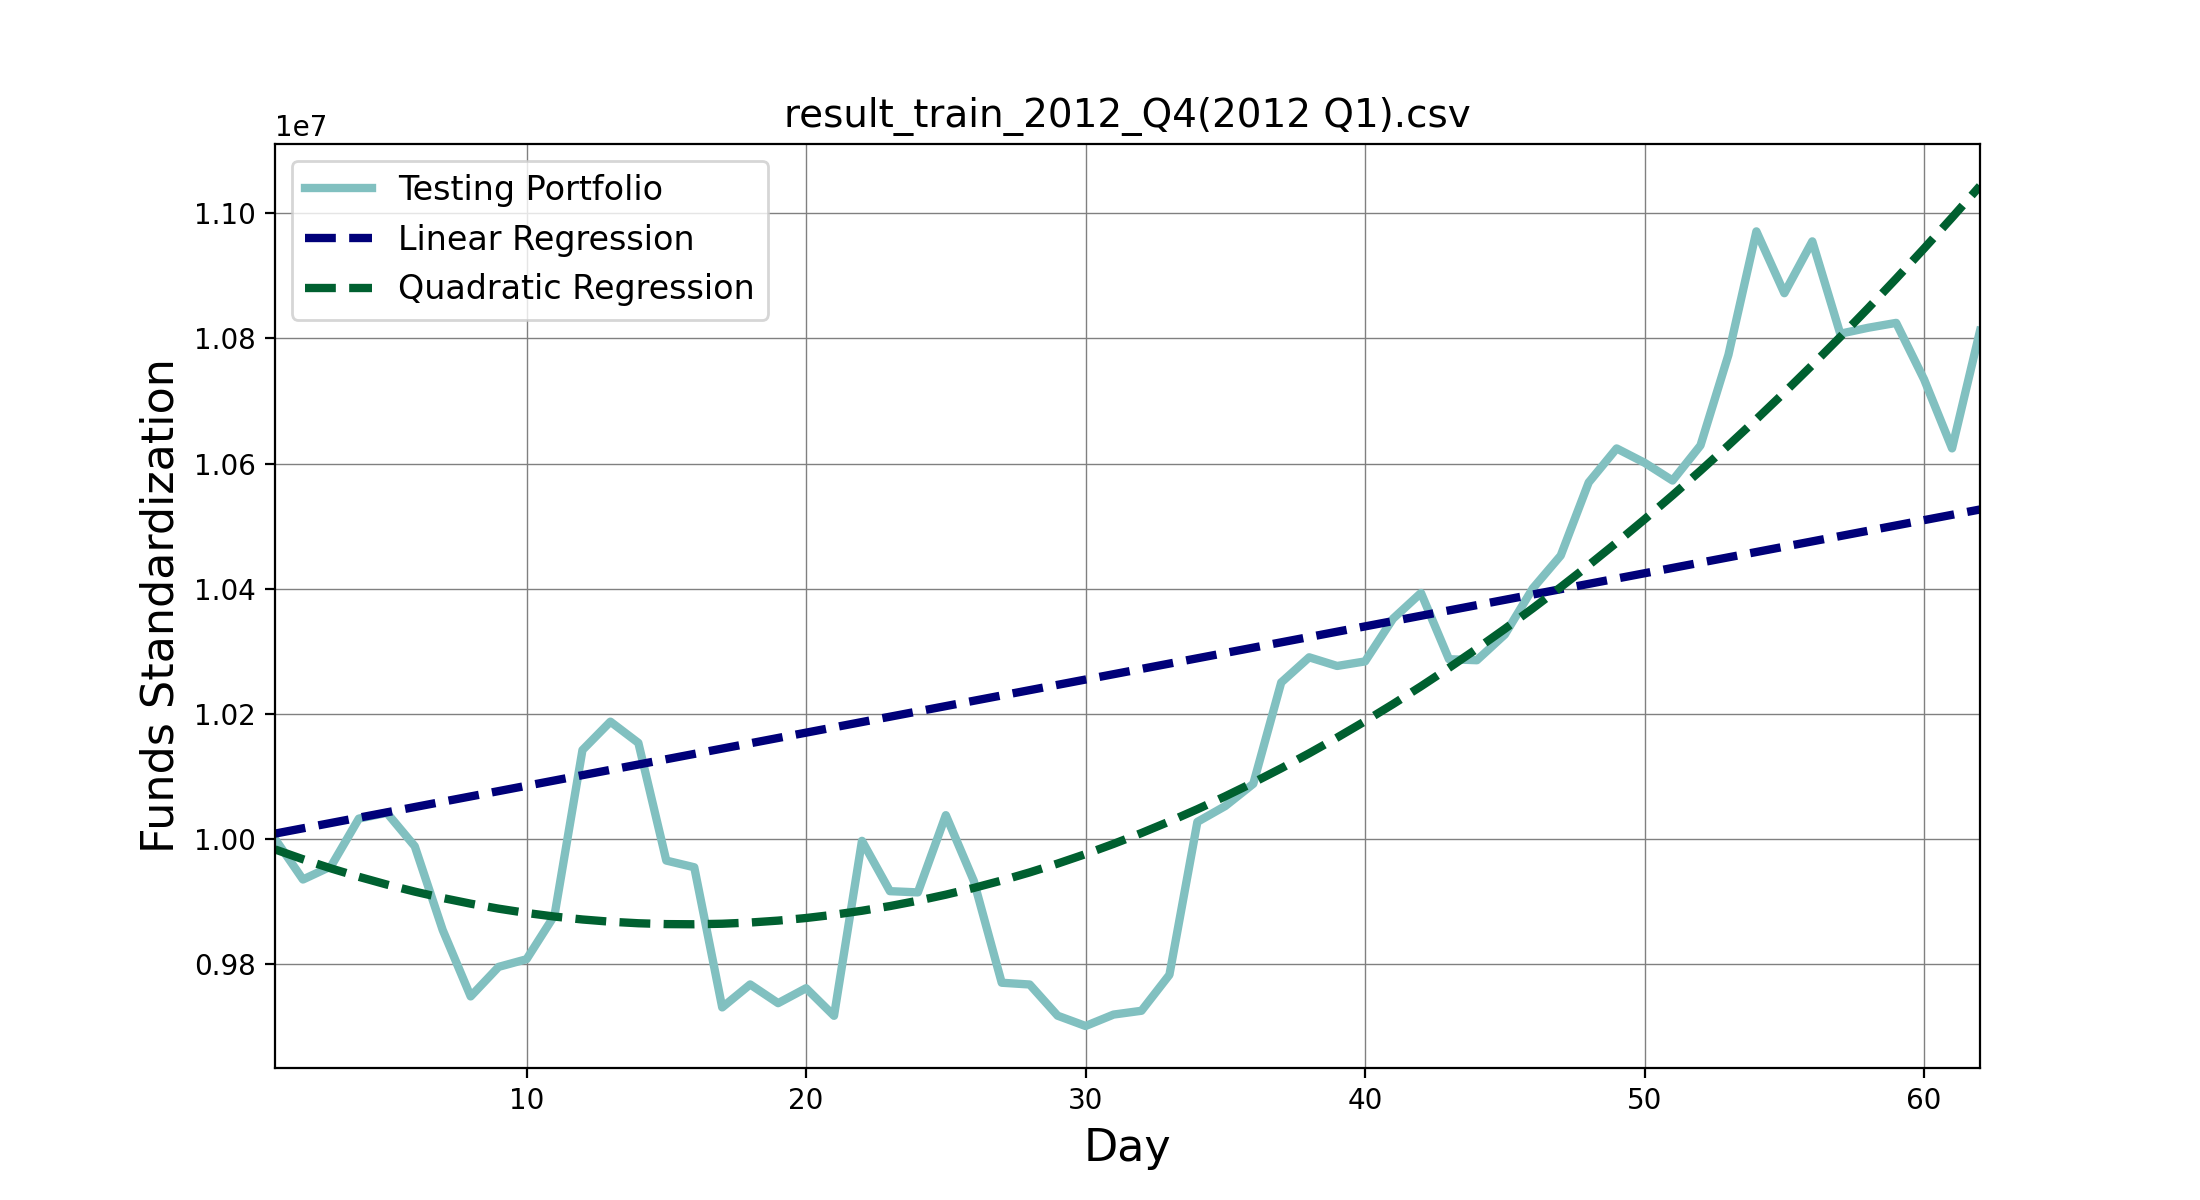 result_train_2012_Q4(2012 Q1).csv
1e7
Testing Portfolio
Linear Regression
Quadratic Regression
1.10
1.08
1.06
1.04
1.02
1.00
0.98
Funds Standardization
10 20 30 40 50 60
Day